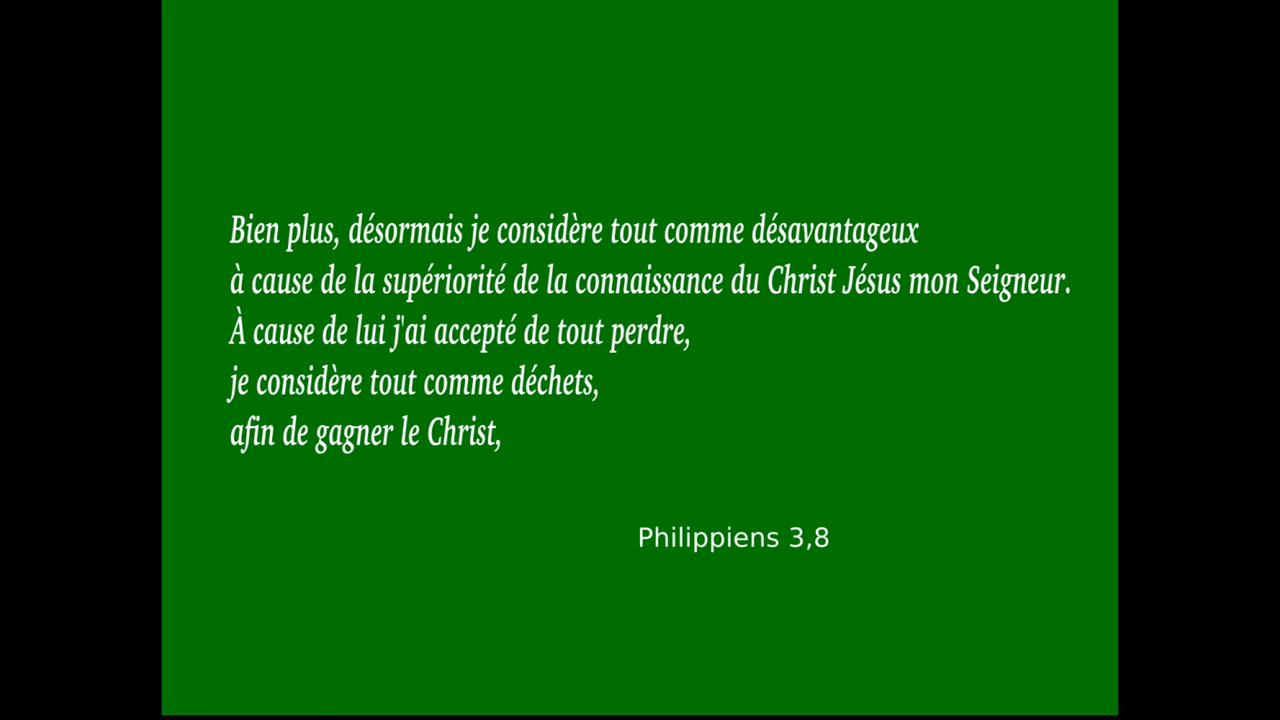 Bien plus, désormais je considère tout comme désavantageux
à cause de la supériorité de la connaissance du Christ Jésus mon Seigneur.
À cause de lui j'ai accepté de tout perdre,
je considère tout comme déchets,
afin de gagner le Christ,
Philippiens 3,8